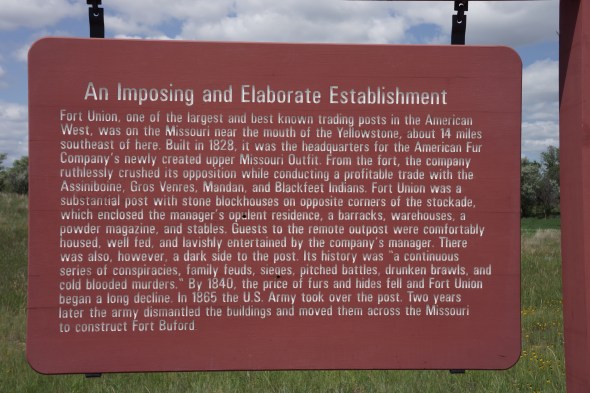 An Imposing and Elaborate Establishment
Fort Union, one of the largest and best known trading posts in the American
West, was on the Missouri near the mouth of the Yellowstone, about 14 miles
southeast of here. Built in 1828, it was the headquarters for the American Fur
Company's newly created upper Missouri Outfit. From the fort, the company
ruthlessly crushed its opposition while conducting a profitable trade with the
Assiniboine, Gros Venres, Mandan, and Blackfeet Indians. Fort Union was a
substantial post with stone blockhouses on opposite corners of the stockade,
which enclosed the manager's opulent residence, a barracks, warehouses, a
powder magazine, and stables. Guests to the remote outpost were comfortably
housed, well fed, and lavishly entertained by the company's manager. There
was also, however, a dark side to the post. Its history was "a continuous
series of conspiracies, family feuds, sieges, pitched battles, drunken brawls, and
cold blooded murders." By 1840, the price of furs and hides fell and Fort Union
began a long decline. In 1865 the U.S. Army took over the post. Two years
later the army dismantled the buildings and moved them across the Missouri
to construct Fort Buford.